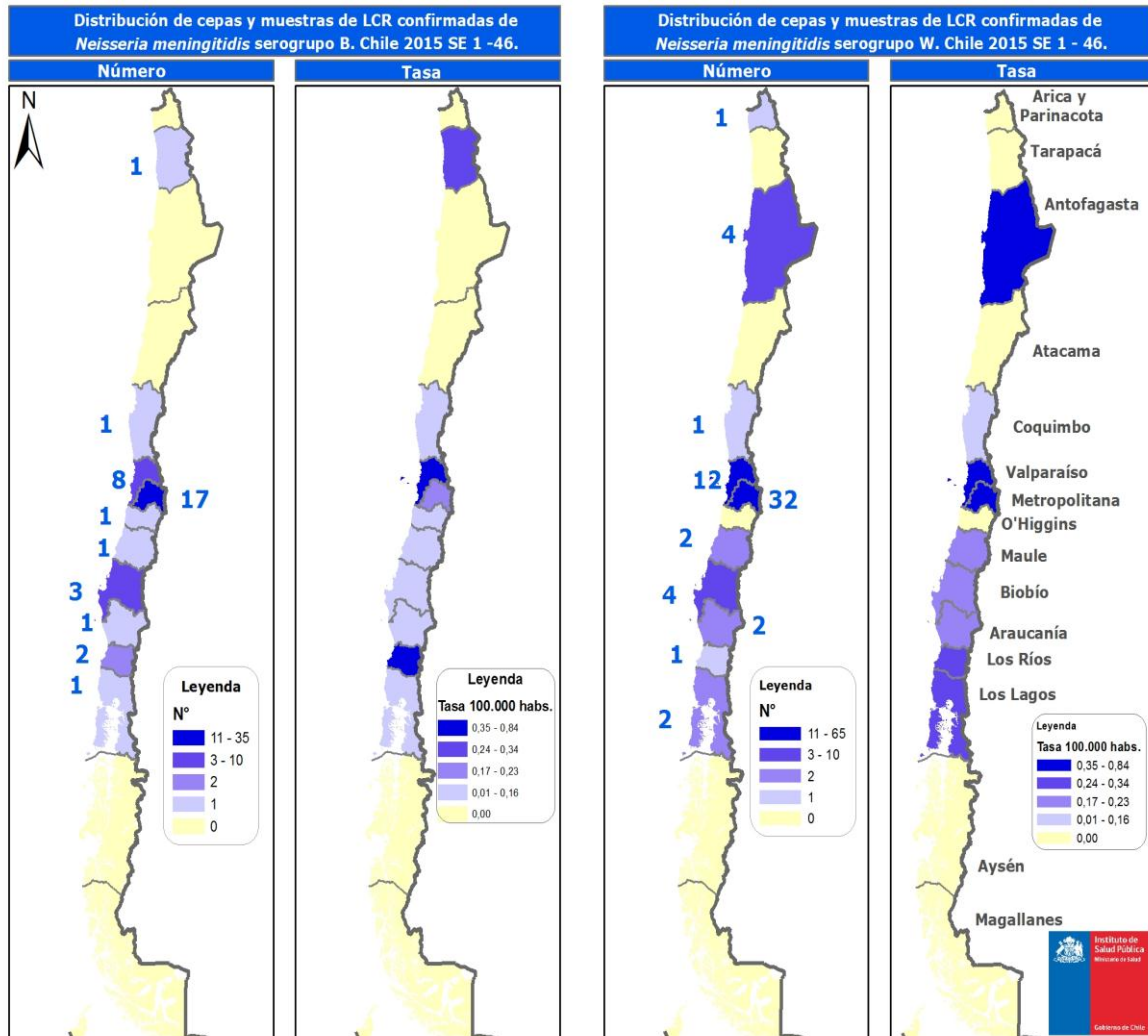 Distribución de cepas y muestras de LCR confirmadas de
Neisseria meningitidis serogrupo B. Chile 2015 SE 1 -46.
Número
Tasa
N
1
1
8
17
1
1
3
1
2
1
Leyenda
N°
11 - 35
3 - 10
2
1
0
Leyenda
Tasa 100.000 habs.
0,35 - 0,84
0,24 - 0,34
0,17 - 0,23
0,01 - 0,16
0,00
Distribución de cepas y muestras de LCR confirmadas de
Neisseria meningitidis serogrupo W. Chile 2015 SE 1 - 46.
Número
Tasa
1
4
1
12
32
2
4
2
1
2
Leyenda
N°
11 - 65
3 - 10
2
1
0
Arica y
Parinacota
Tarapacá
Antofagasta
Atacama
Coquimbo
Valparaíso
Metropolitana
O'Higgins
Maule
Biobío
Araucanía
Los Ríos
Los Lagos
Leyenda
Tasa 100.000 habs.
0,35 - 0,84
0,24 - 0,34
0,17 - 0,23
0,01 - 0,16
0,00
Aysén
Magallanes
Instituto de
Salud Pública
Ministerio de Salud
Gobierno de Chile